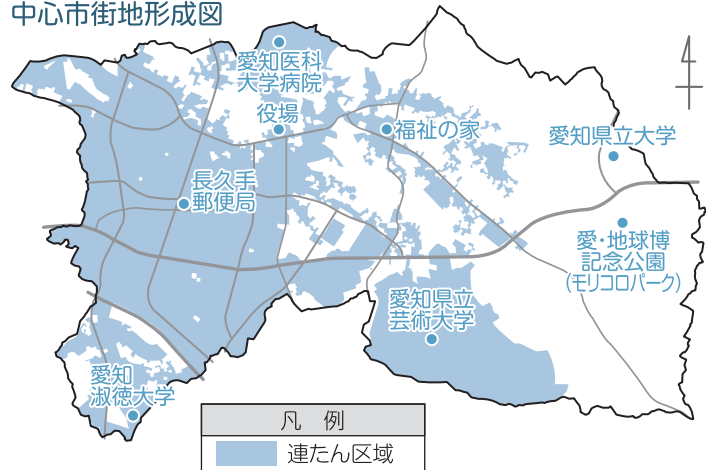 中心市街地形成図
愛知医科
大学病院
役場
福祉の家
愛知県立大学
長久手
郵便局
愛・地球博
記念公園
(モリコロパーク)
愛知県立
芸術大学
愛知
淑徳大学
凡 例
連たん区域